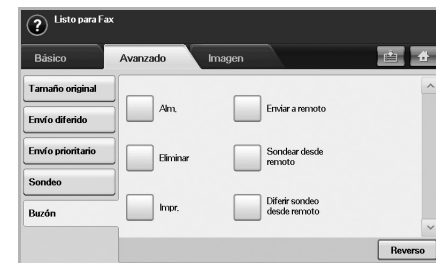 ? Listo para Fax
Básico Avanzado Imagen
Tamaño original
Envío diferido
Envío prioritario
Sondeo
Buzón
Alm. Enviar a remoto
Eliminar Sondear desde
remoto
Impr. Diferir sondeo
desde remoto
Reverso